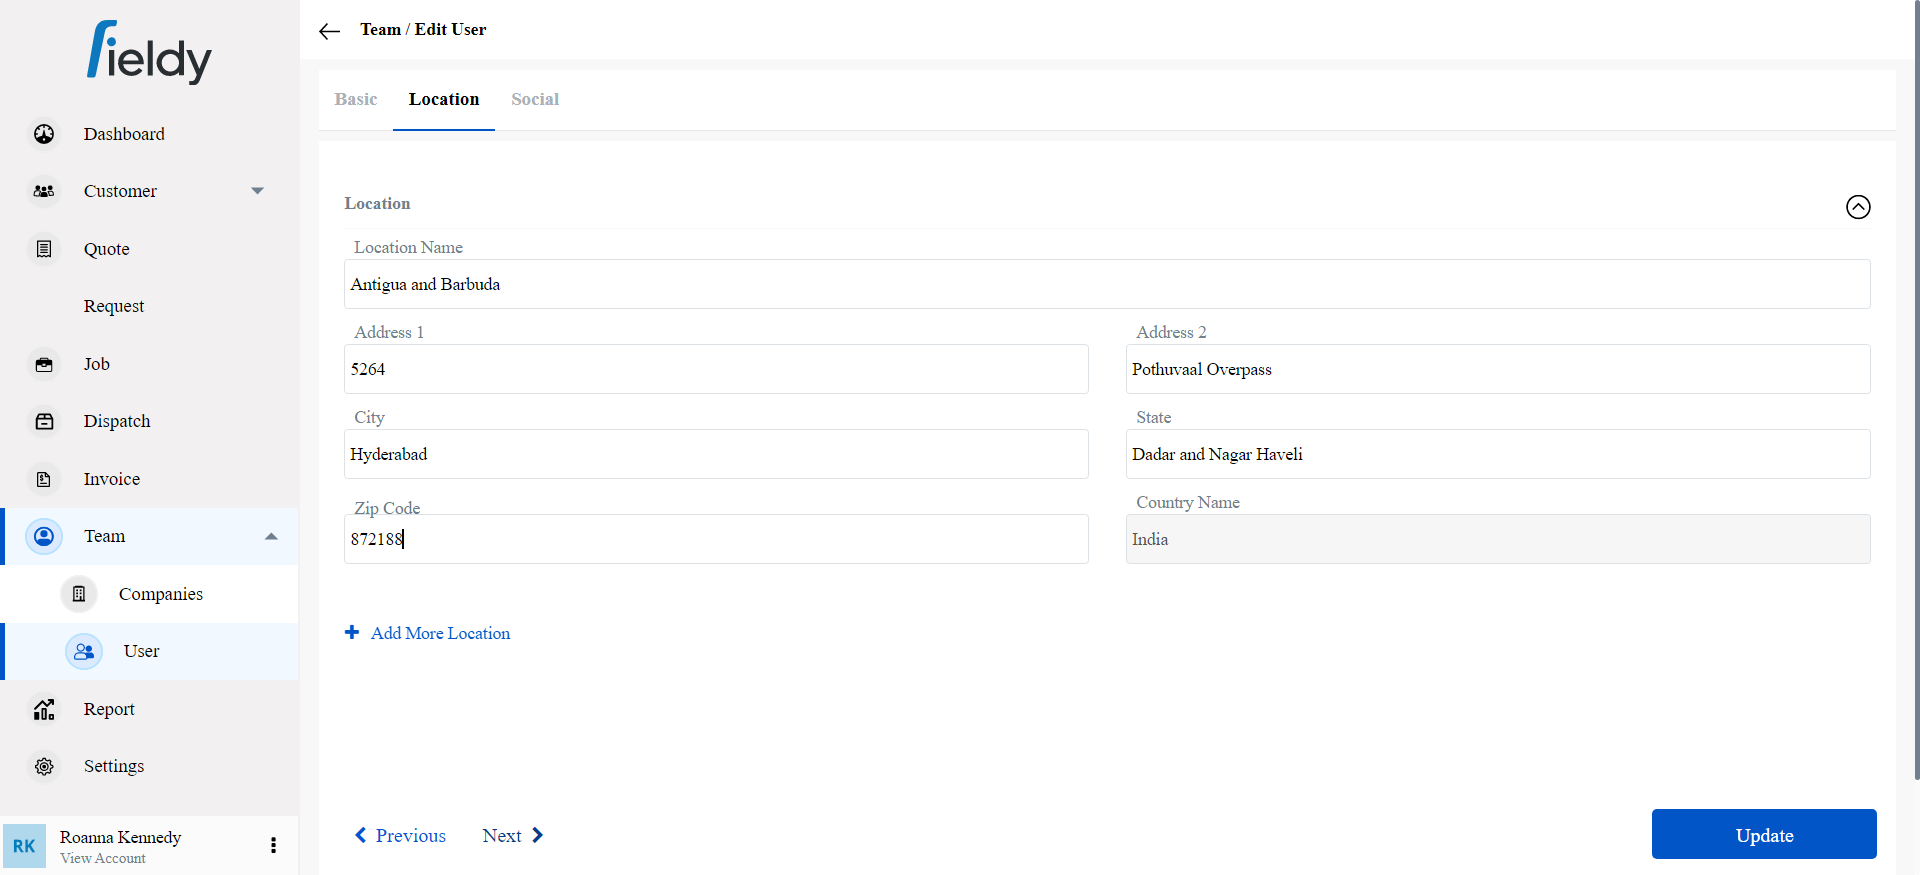 fieldy
Team / Edit User
Basic Location Social
Dashboard
Customer
Quote
Request
Job
Dispatch
Invoice
Team
Companies
User
Report
Settings
RK
Roanna Kennedy
View Account
Location
Location Name
Antigua and Barbuda
Address 1 Address 2
5264 Pothuvaal Overpass
City State
Hyderabad Dadar and Nagar Haveli
Zip Code Country Name
872188 India
Add More Location
Previous Next Update